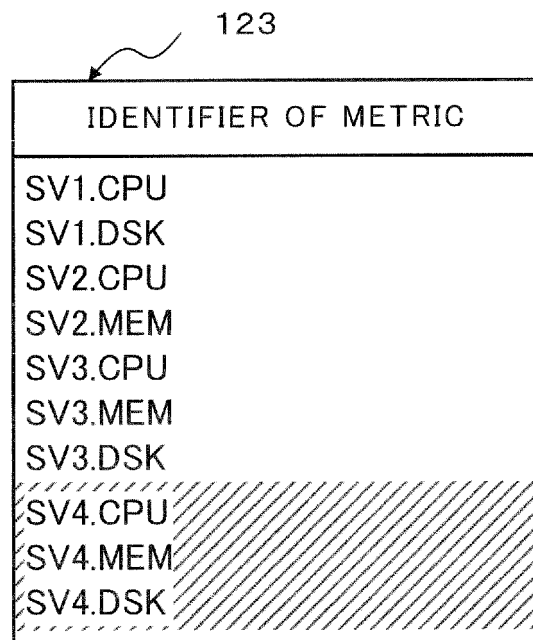 123
IDENTIFIER OF METRIC
SV1.CPU
SV1.DSK
SV2.CPU
SV2.MEM
SV3.CPU
SV3.MEM
SV3.DSK
SV4.CPU
SV4.MEM
SV4.DSK